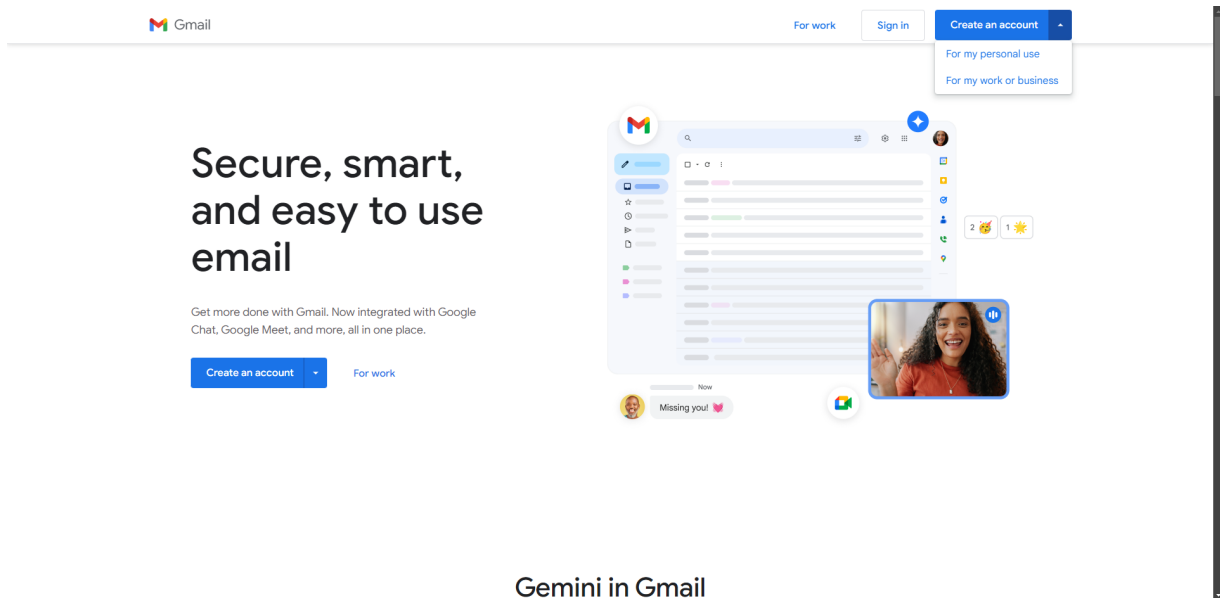 Gmail
For work
Sign in
Create an account
For my personal use
For my work or business
Secure, smart,
and easy to use
email
Get more done with Gmail. Now integrated with Google
Chat, Google Meet, and more, all in one place.
Create an account
For work
2
1
Now
Missing you!
Gemini in Gmail